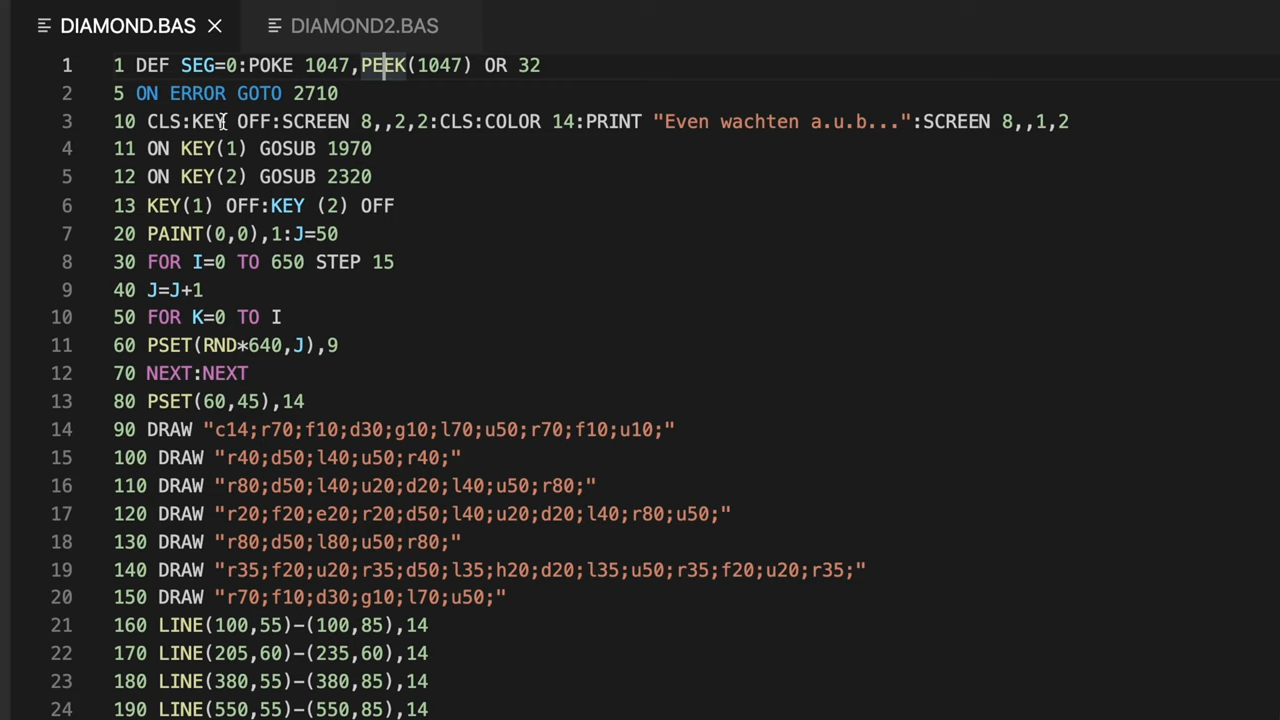 DIAMOND.BAS DIAMOND2.BAS
1 1 DEF SEG=0:POKE 1047,PEEK(1047) OR 32
2 5 ON ERROR GOTO 2710
3 10 CLS:KEY OFF:SCREEN 8,,2,2:CLS:COLOR 14:PRINT "Even wachten a.u.b...":SCREEN 8,,1,2
4 11 ON KEY(1) GOSUB 1970
5 12 ON KEY(2) GOSUB 2320
6 13 KEY(1) OFF:KEY (2) OFF
7 20 PAINT(0,0),1:J=50
8 30 FOR I=0 TO 650 STEP 15
9 40 J=J+1
10 50 FOR K=0 TO I
11 60 PSET(RND*640,J),9
12 70 NEXT:NEXT
13 80 PSET(60,45),14
14 90 DRAW "c14;r70;f10;d30;g10;l70;u50;r70;f10;u10;"
15 100 DRAW "r40;d50;l40;u50;r40;"
16 110 DRAW "r80;d50;l40;u20;d20;l40;u50;r80;"
17 120 DRAW "r20;f20;e20;r20;d50;l40;u20;d20;l40;r80;u50;"
18 130 DRAW "r80;d50;l80;u50;r80;"
19 140 DRAW "r35;f20;u20;r35;d50;l35;h20;d20;l35;u50;r35;f20;u20;r35;"
20 150 DRAW "r70;f10;d30;g10;l70;u50;"
21 160 LINE(100,55)-(100,85),14
22 170 LINE(205,60)-(235,60),14
23 180 LINE(380,55)-(380,85),14
24 190 LINE(550,55)-(550,85),14